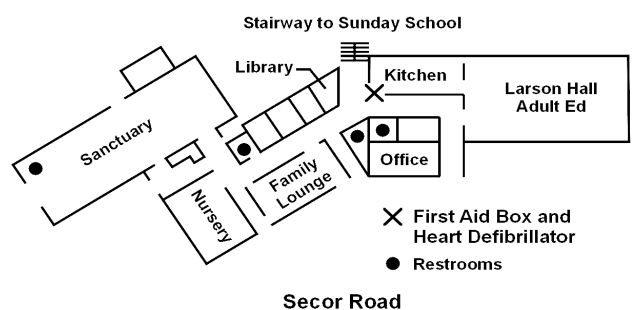 Stairway to Sunday School
Library
Kitchen
Larson Hall
Adult Ed
Sanctuary
Family
Lounge
Office
Nursery
First Aid Box and
Heart Defibrillator
Restrooms
Secor Road